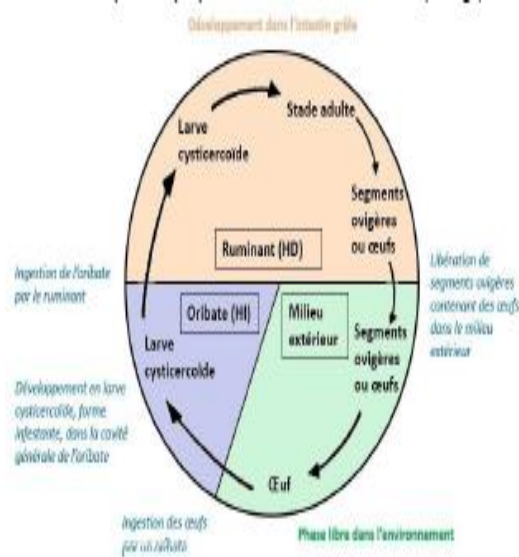 Développement dans l'intestin grêle
Stade adulte
Larve
cysticercoïde
Segments
ovigères
ou œufs
Ruminant (HD)
Ingestion de l'oribate
par le ruminant
Libération de
segments ovigères
contenant des œufs
dans le milieu
extérieur
Oribate (HI)
Milieu
extérieur
Larve
cysticercoïde
Segments
ovigères
ou œufs
Développement en larve
cysticercoïde, forme
infestante, dans la cavité
générale de l'oribate
Œuf
Ingestion des œufs
par un oribate
Phase libre dans l'environnement